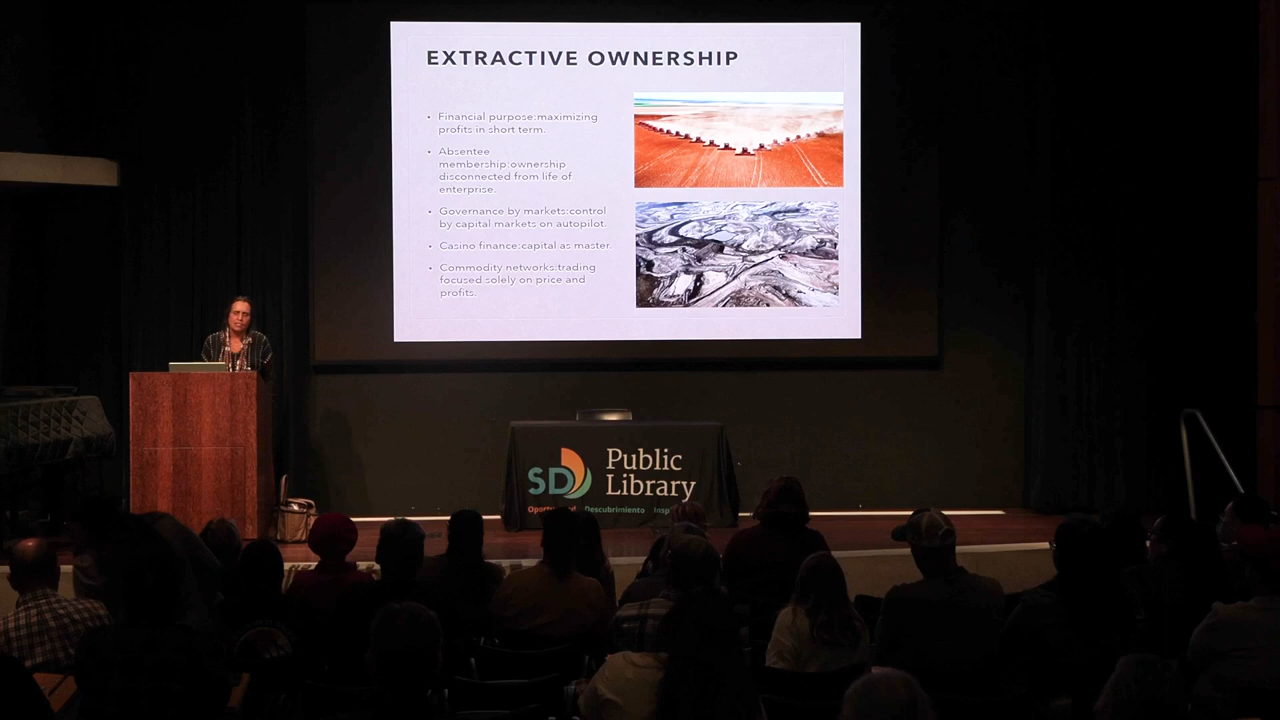 EXTRACTIVE OWNERSHIP
• Financial purpose:maximizing
profits in short term.
• Absentee
membership:ownership
disconnected from life of
enterprise.
• Governance by markets:control
by capital markets on autopilot.
• Casino finance:capital as master.
• Commodity networks:trading
focused solely on price and
profits.
SD Public
Library
Descubrimiento